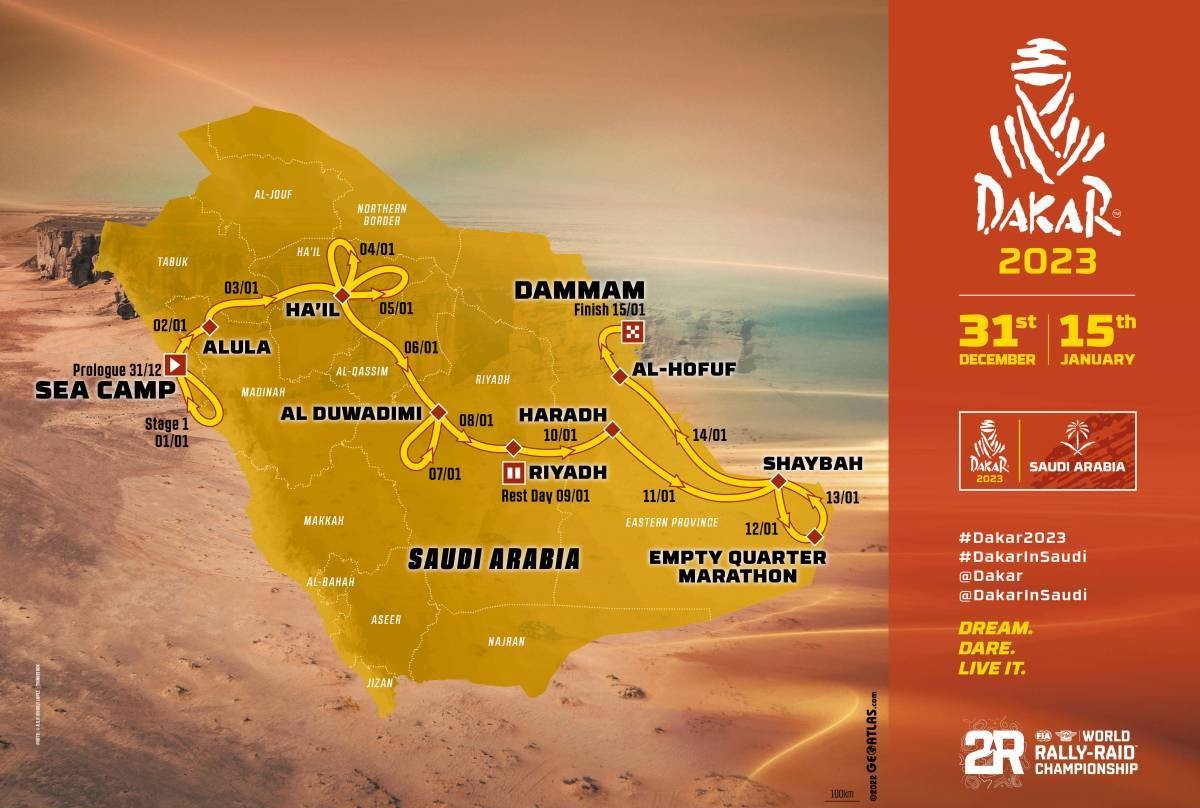 AL-JOUF
NORTHERN
BORDER
TABUK
HA'IL
04/01
03/01
05/01
HA'IL
DAMMAM
Finish 15/01
02/01
ALULA
06/01
Prologue 31/12
SEA CAMP
AL-QASSIM
RIYADH
AL-HOFUF
MADINAH
Stage 1
01/01
AL DUWADIMI
08/01
HARADH
10/01
14/01
07/01
RIYADH
Rest Day 09/01
SHAYBAH
11/01
13/01
MAKKAH
EASTERN PROVINCE
12/01
SAUDI ARABIA
EMPTY QUARTER
MARATHON
AL-BAHAH
ASEER
NAJRAN
JIZAN
100km
©2022 GEOATLAS.com
DAKAR
2023
31st
DECEMBER
15th
JANUARY
DAKAR
2023
SAUDI ARABIA
#Dakar2023
#DakarInSaudi
@Dakar
@DakarInSaudi
DREAM.
DARE.
LIVE IT.
2R
FIA
WORLD
RALLY-RAID
CHAMPIONSHIP